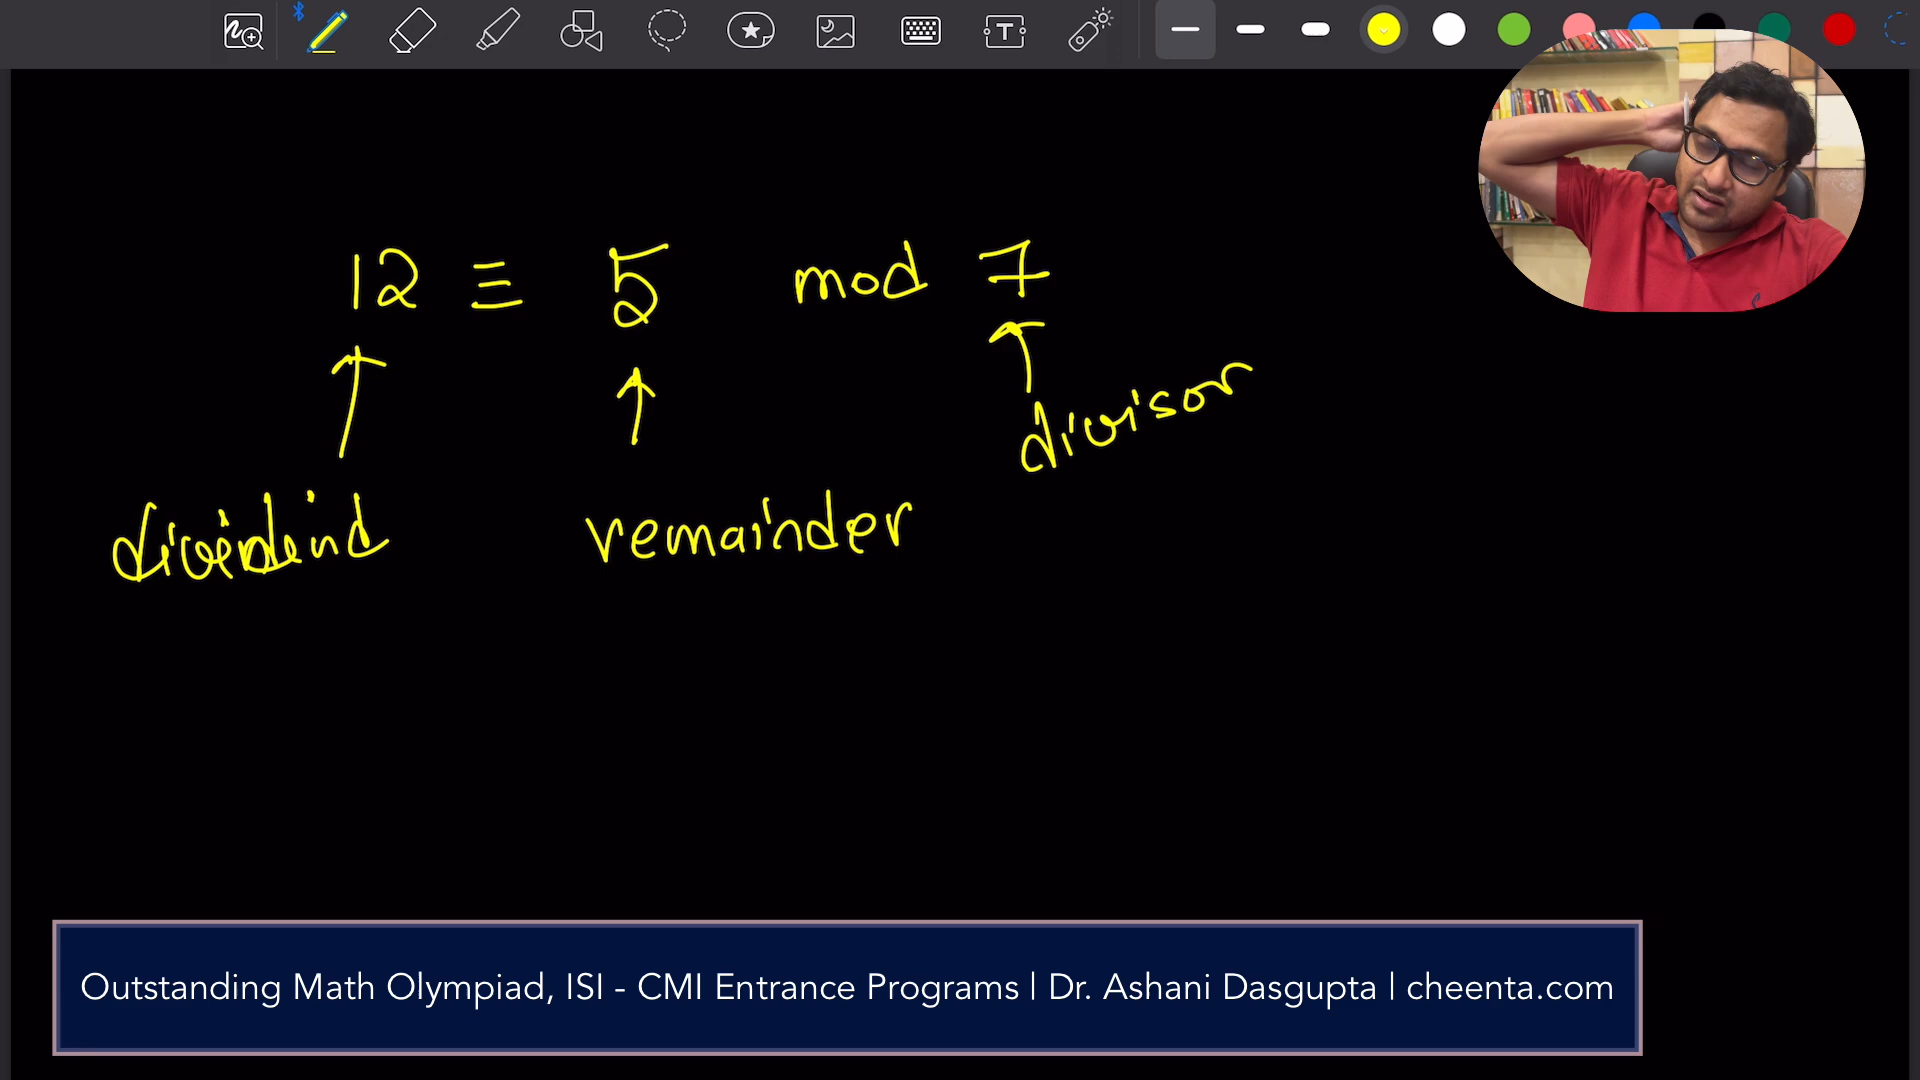 12 ≡ 5 mod 7
divisor
dividend remainder
Outstanding Math Olympiad, ISI - CMI Entrance Programs | Dr. Ashani Dasgupta | cheenta.com